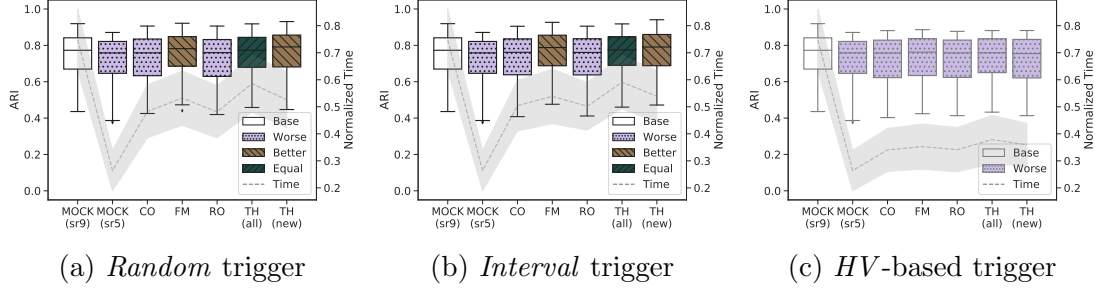 1.0
0.8
0.6
0.4
0.2
0.0
ARI
0.8
0.7
0.6
0.5
0.4
0.3
0.2
Normalized Time
Base
Worse
Better
Equal
Time
MOCK (sr9)
MOCK (sr5)
CO
FM
RO
TH (all)
TH (new)
(a) Random trigger
1.0
0.8
0.6
0.4
0.2
0.0
ARI
0.8
0.7
0.6
0.5
0.4
0.3
0.2
Normalized Time
Base
Worse
Better
Equal
Time
MOCK (sr9)
MOCK (sr5)
CO
FM
RO
TH (all)
TH (new)
(b) Interval trigger
1.0
0.8
0.6
0.4
0.2
0.0
ARI
0.8
0.7
0.6
0.5
0.4
0.3
0.2
Normalized Time
Base
Worse
Time
MOCK (sr9)
MOCK (sr5)
CO
FM
RO
TH (all)
TH (new)
(c) HV-based trigger